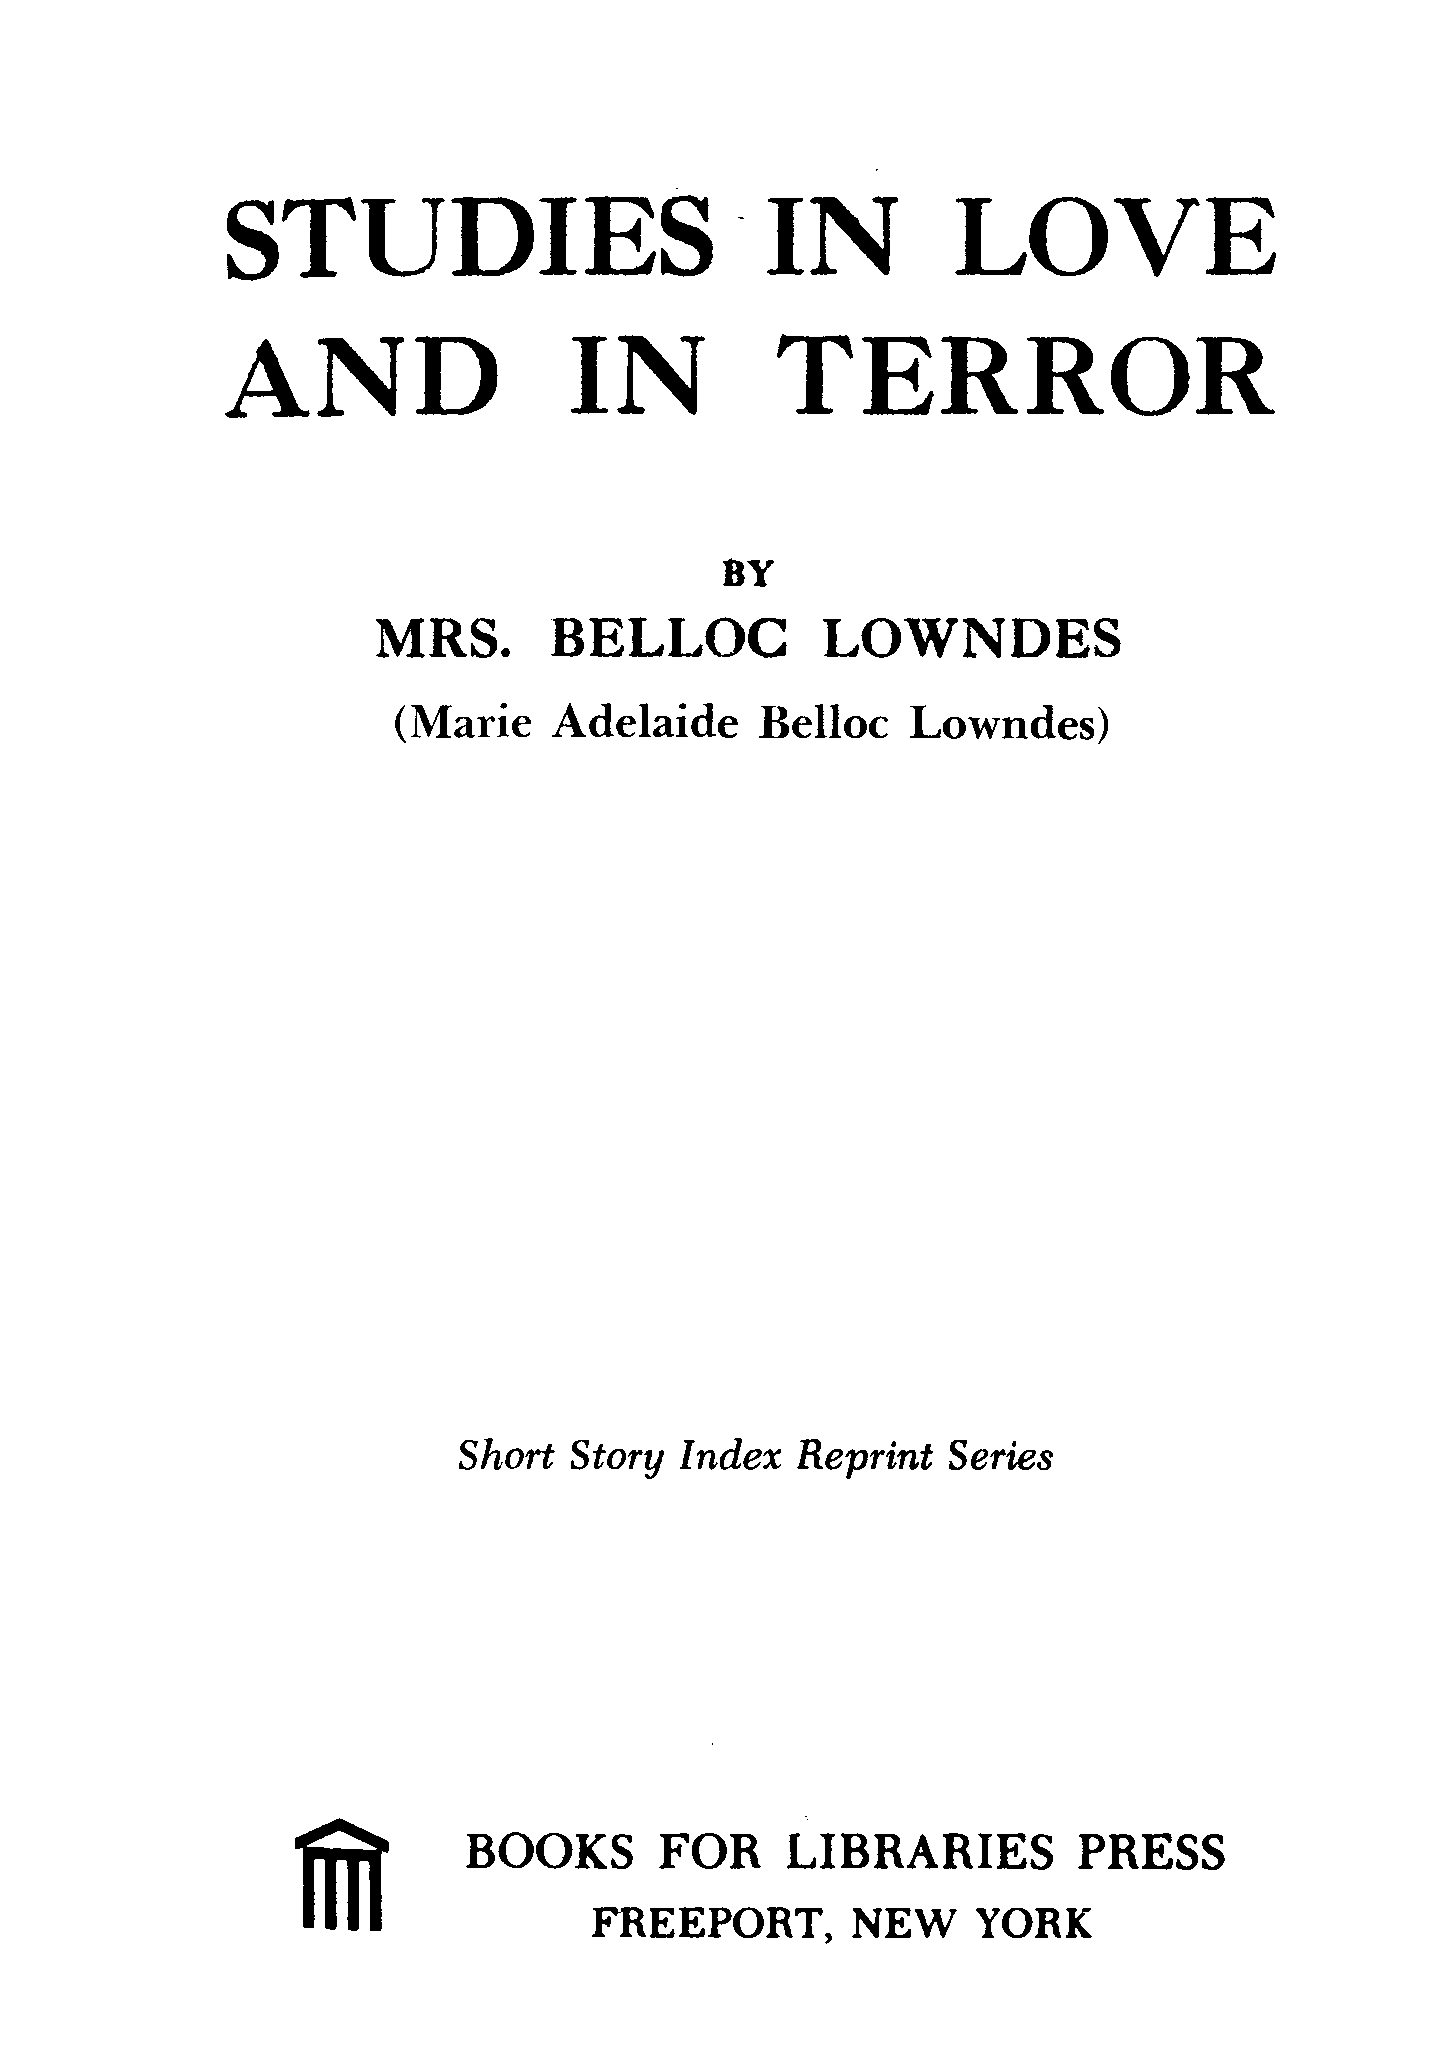 STUDIES IN LOVE
AND IN TERROR
BY
MRS. BELLOC LOWNDES
(Marie Adelaide Belloc Lowndes)
Short Story Index Reprint Series
BOOKS FOR LIBRARIES PRESS
FREEPORT, NEW YORK